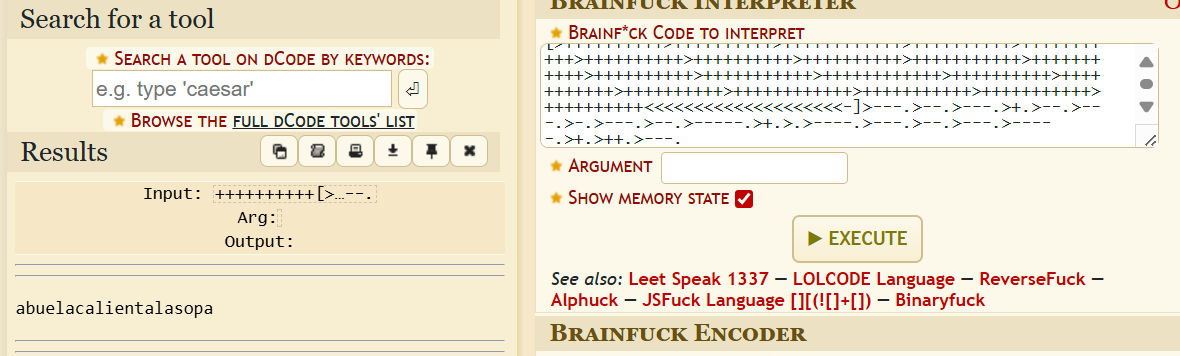 Search for a tool
★ SEARCH A TOOL ON DCODE BY KEYWORDS:
e.g. type 'caesar'
★ BROWSE THE FULL DCODE TOOLS' LIST
Results
Input: ++++++++++[>…--.
Arg:
Output:
abuelacalientalasopa
BRAINFUCK INTERPRETER
★ BRAINF*CK CODE TO INTERPRET
+++>++++++++++>++++++++++>++++++++++>++++++++++>+++++++
++++>++++++++++>++++++++++>+++++++++++>++++++++++>+++++
+++++++>+++++++++++>++++++++++++>++++++++++>+++++++++++>
++++++++++<<<<<<<<<<<<<<<<<<<<-]>---.>--.>---.>+.>--.>--
-.>-.>---.>--.>-----.>+.>.>----.>---.>--.>---.>----
-.>+.>++.>---.
★ ARGUMENT
★ SHOW MEMORY STATE
▶ EXECUTE
See also: Leet Speak 1337 — LOLCODE Language — ReverseFuck —
Alphuck — JSFuck Language [][(![]+[]) — Binaryfuck
BRAINFUCK ENCODER